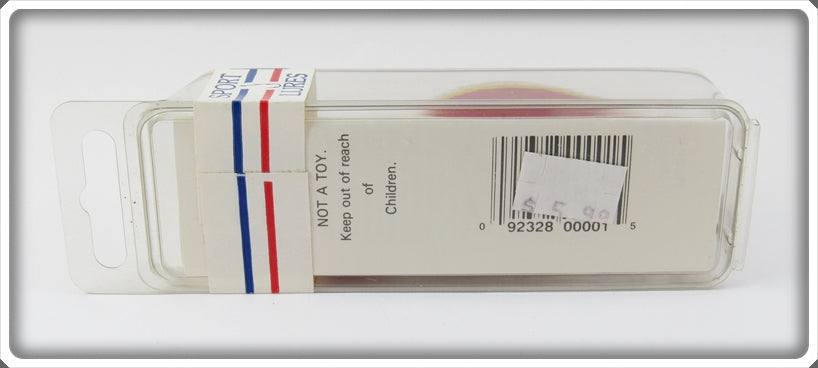 SPORT
LURES
NOT A TOY.
Keep out of reach
of
Children.
0 92328 00001 5